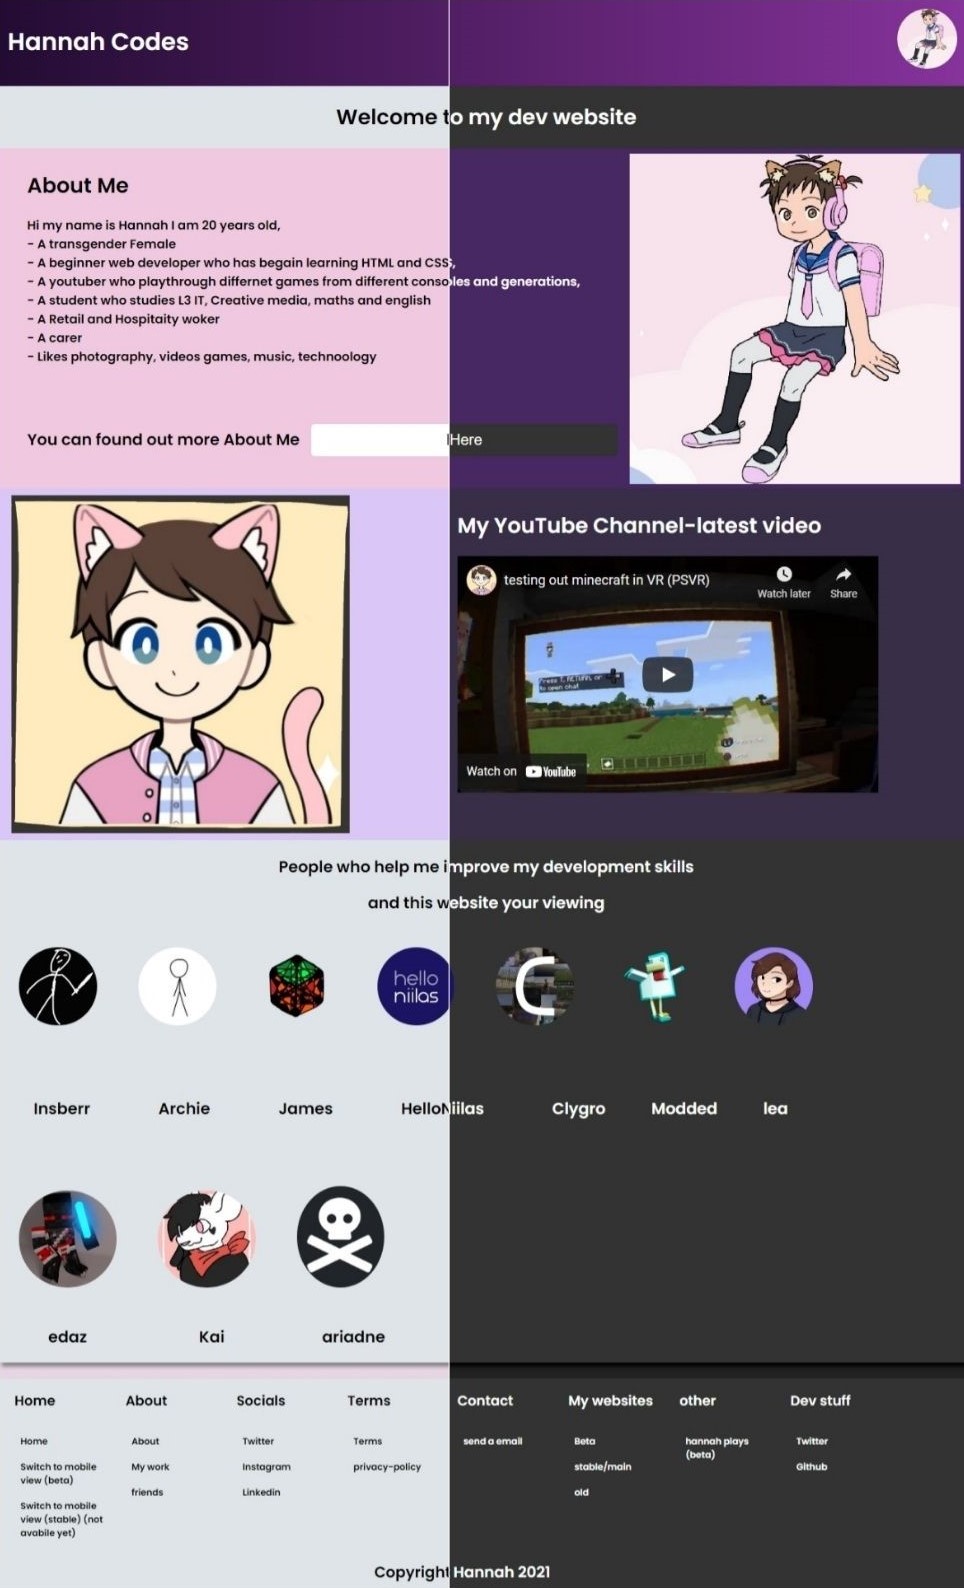 Hannah Codes
Welcome to my dev website
About Me
Hi my name is Hannah I am 20 years old,
- A transgender Female
- A beginner web developer who has begain learning HTML and CSS,
- A youtuber who playthrough differnet games from different consoles and generations,
- A student who studies L3 IT, Creative media, maths and english
- A Retail and Hospitaity woker
- A carer
- Likes photography, videos games, music, technoology
You can found out more About Me
Here
My YouTube Channel-latest video
testing out minecraft in VR (PSVR)
Watch later
Share
Press T, RETURN, or
to open chat
Watch on YouTube
People who help me improve my development skills
and this website your viewing
hello
niilas
C
Insberr
Archie
James
HelloNiilas
Clygro
Modded
lea
edaz
Kai
ariadne
Home
Home
Switch to mobile
view (beta)
Switch to mobile
view (stable) (not
avabile yet)
About
About
My work
friends
Socials
Twitter
Instagram
Linkedin
Terms
Terms
privacy-policy
Contact
send a email
My websites
Beta
stable/main
old
other
hannah plays
(beta)
Dev stuff
Twitter
Github
Copyright Hannah 2021